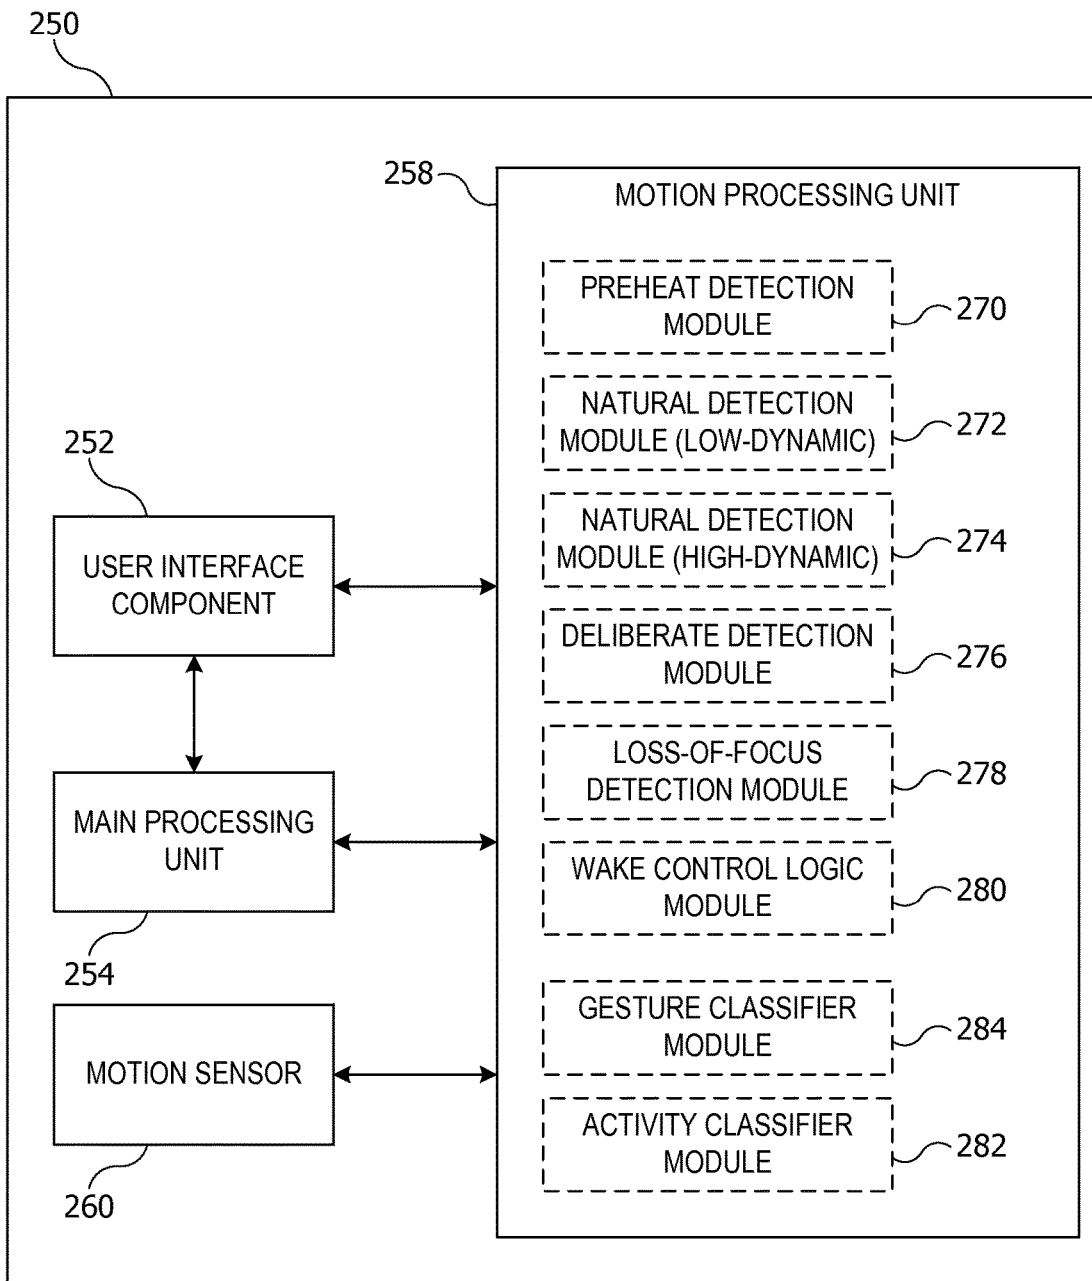 250
258
MOTION PROCESSING UNIT
PREHEAT DETECTION
MODULE
270
NATURAL DETECTION
MODULE (LOW-DYNAMIC)
272
NATURAL DETECTION
MODULE (HIGH-DYNAMIC)
274
DELIBERATE DETECTION
MODULE
276
LOSS-OF-FOCUS
DETECTION MODULE
278
WAKE CONTROL LOGIC
MODULE
280
GESTURE CLASSIFIER
MODULE
284
ACTIVITY CLASSIFIER
MODULE
282
252
USER INTERFACE
COMPONENT
MAIN PROCESSING
UNIT
254
MOTION SENSOR
260